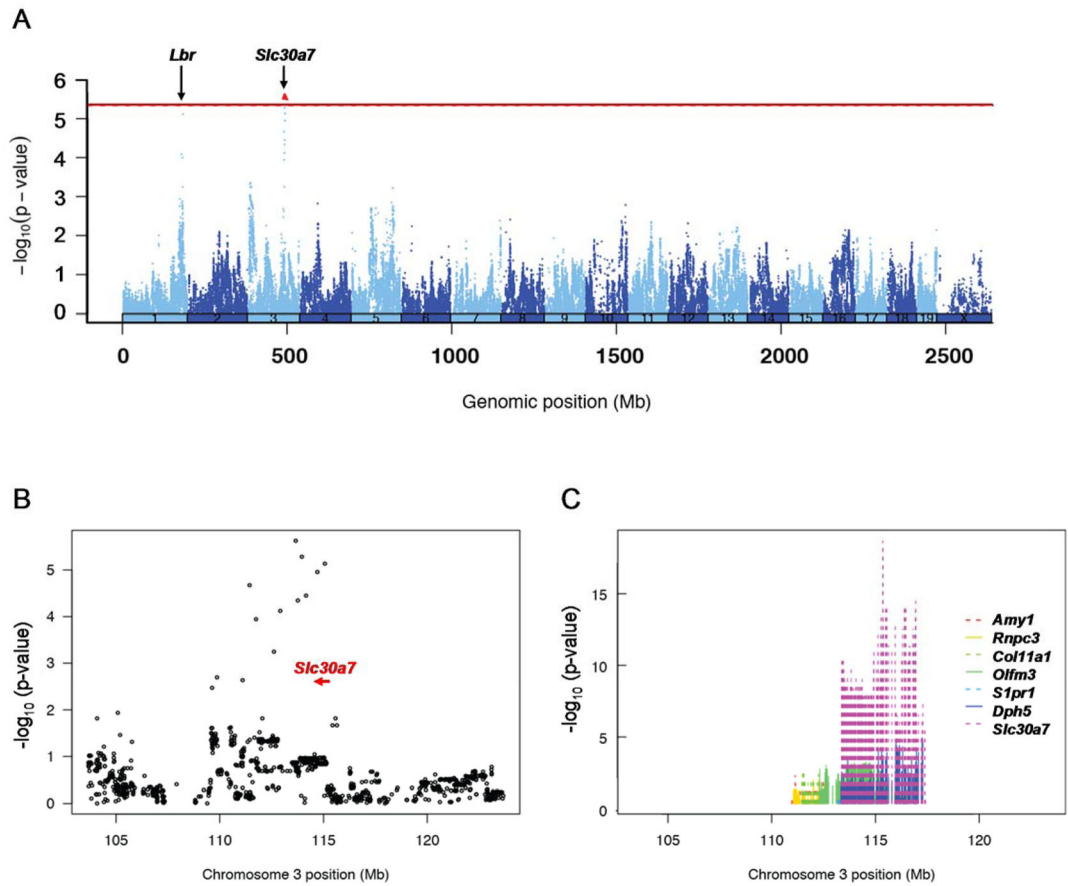 A
Lbr Slc30a7
6
5
4
3
2
1
0
−log10(p − value)
1 2 3 4 5 6 7 8 9 10 11 12 13 14 15 16 17 18 19 X
0 500 1000 1500 2000 2500
Genomic position (Mb)
B
5
4
3
2
1
0
-log10 (p-value)
Slc30a7
105 110 115 120
Chromosome 3 position (Mb)
C
15
10
5
0
-log10 (p-value)
Amy1
Rnpc3
Col11a1
Olfm3
S1pr1
Dph5
Slc30a7
105 110 115 120
Chromosome 3 position (Mb)